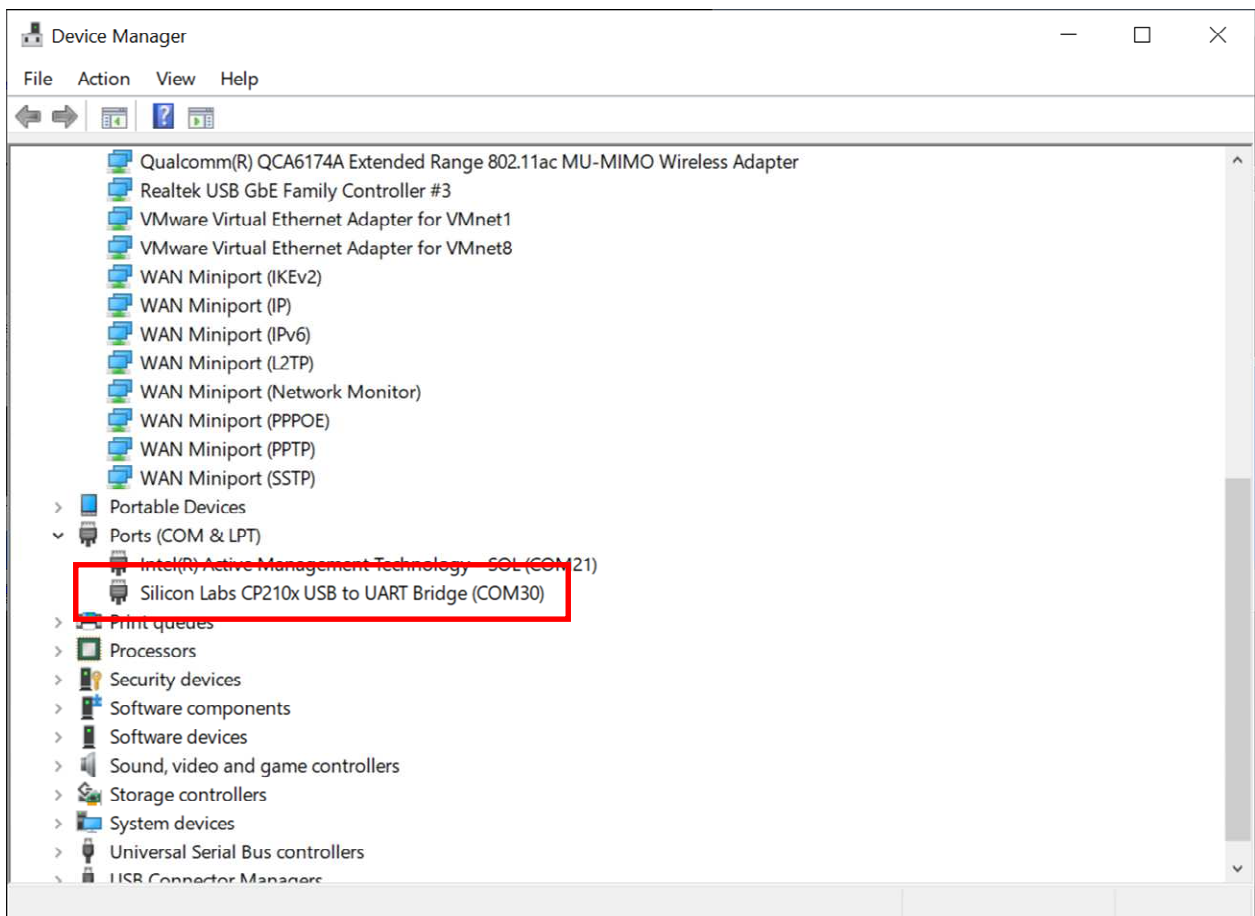 Device Manager
File Action View Help
Qualcomm(R) QCA6174A Extended Range 802.11ac MU-MIMO Wireless Adapter
Realtek USB GbE Family Controller #3
VMware Virtual Ethernet Adapter for VMnet1
VMware Virtual Ethernet Adapter for VMnet8
WAN Miniport (IKEv2)
WAN Miniport (IP)
WAN Miniport (IPv6)
WAN Miniport (L2TP)
WAN Miniport (Network Monitor)
WAN Miniport (PPPOE)
WAN Miniport (PPTP)
WAN Miniport (SSTP)
Portable Devices
Ports (COM & LPT)
Intel(R) Active Management Technology - SOL (COM21)
Silicon Labs CP210x USB to UART Bridge (COM30)
Print queues
Processors
Security devices
Software components
Software devices
Sound, video and game controllers
Storage controllers
System devices
Universal Serial Bus controllers
USB Connector Managers